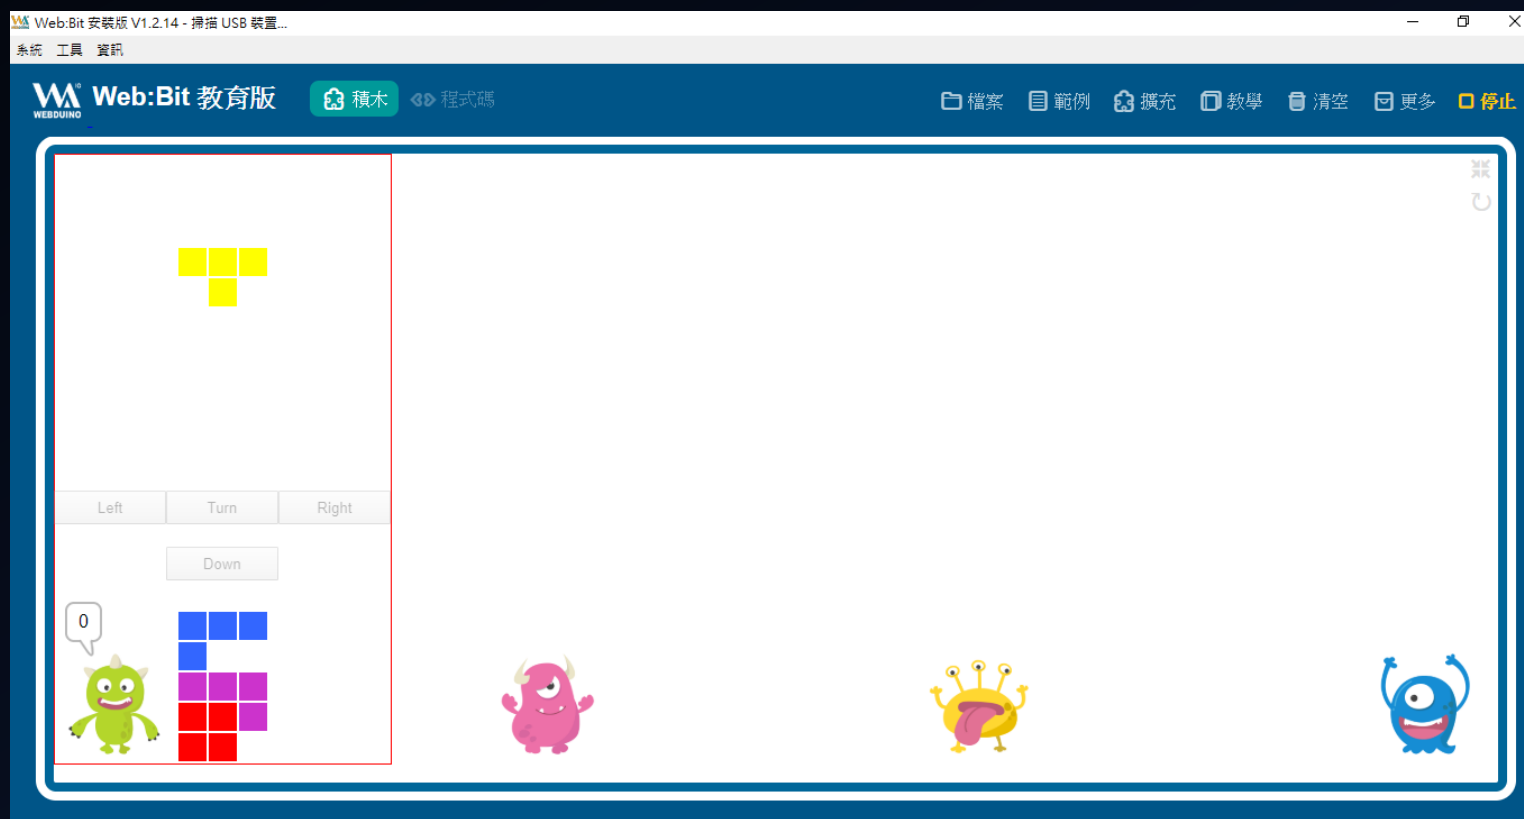 Web:Bit 安裝版 V1.2.14 - 掃描 USB 裝置...
系統 工具 資訊
WEBDUINO Web:Bit 教育版 積木 程式碼 檔案 範例 擴充 教學 清空 更多 停止
Left Turn Right
Down
0